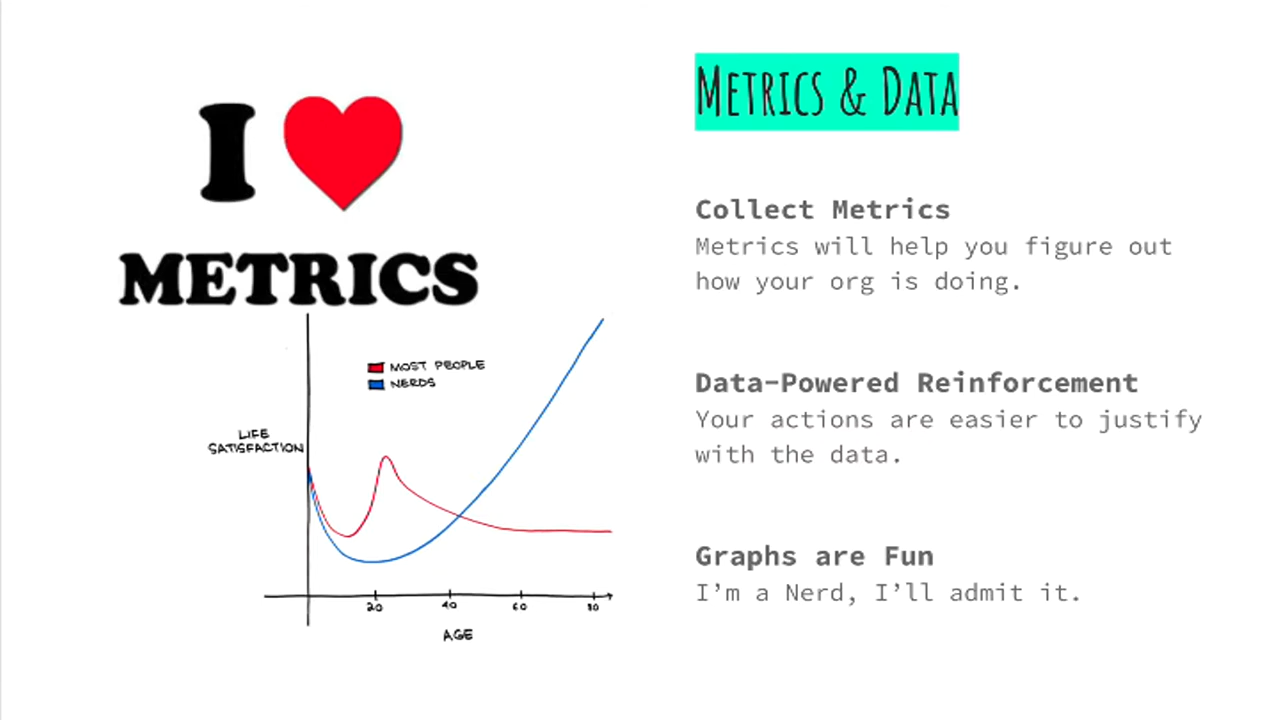 I
METRICS
MOST PEOPLE
NERDS
LIFE
SATISFACTION
20
40
60
80
AGE
METRICS & DATA
Collect Metrics
Metrics will help you figure out
how your org is doing.
Data-Powered Reinforcement
Your actions are easier to justify
with the data.
Graphs are Fun
I’m a Nerd, I’ll admit it.